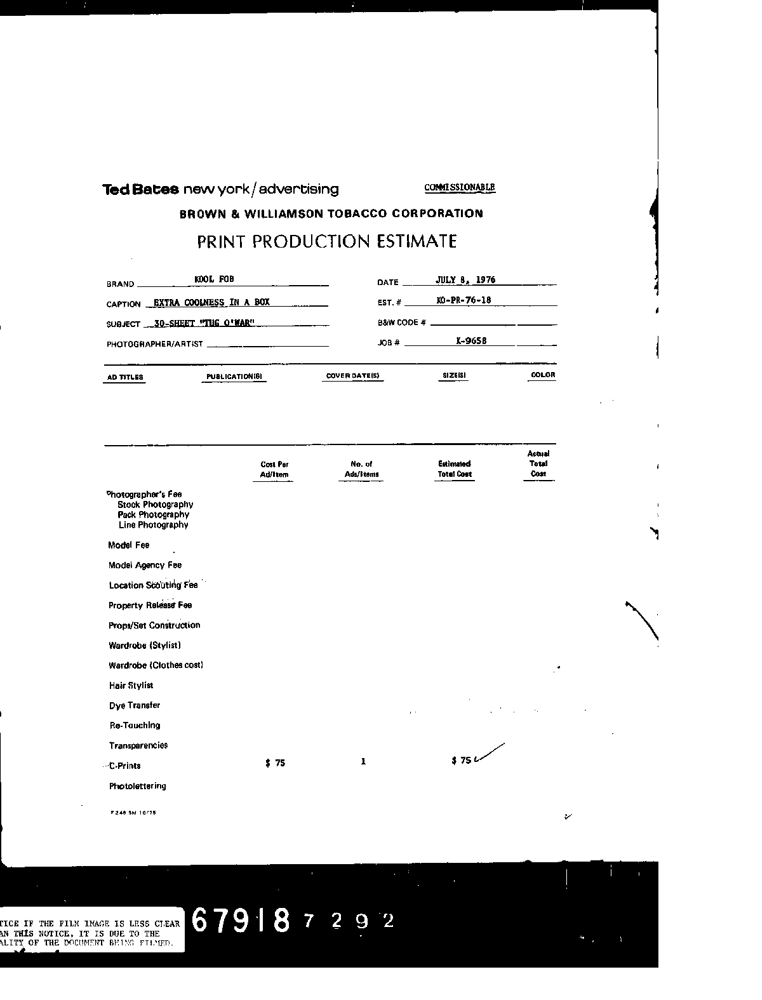 Ted Bates new york/advertising COMMISSIONABLE
BROWN & WILLIAMSON TOBACCO CORPORATION
PRINT PRODUCTION ESTIMATE
BRAND KOOL FOB DATE JULY 8, 1976
CAPTION EXTRA COOLNESS IN A BOX EST. # KO-PR-76-18
SUBJECT 30-SHEET "TUG O'WAR" B&W CODE #
PHOTOGRAPHER/ARTIST JOB # K-9658
AD TITLES PUBLICATION(S) COVER DATE(S) SIZE(S) COLOR
Actual
Cost Per No. of Estimated Total
Ad/Item Ads/Items Total Cost Cost
Photographer's Fee
Stock Photography
Pack Photography
Line Photography
Model Fee
Model Agency Fee
Location Scouting Fee
Property Release Fee
Props/Set Construction
Wardrobe (Stylist)
Wardrobe (Clothes cost)
Hair Stylist
Dye Transfer
Re-Touching
Transparencies
C-Prints $ 75 1 $ 75
Photolettering
TICE IF THE FILM IMAGE IS LESS CLEAR
AN THIS NOTICE, IT IS DUE TO THE
ALITY OF THE DOCUMENT BEING FILMED.
67918 7292